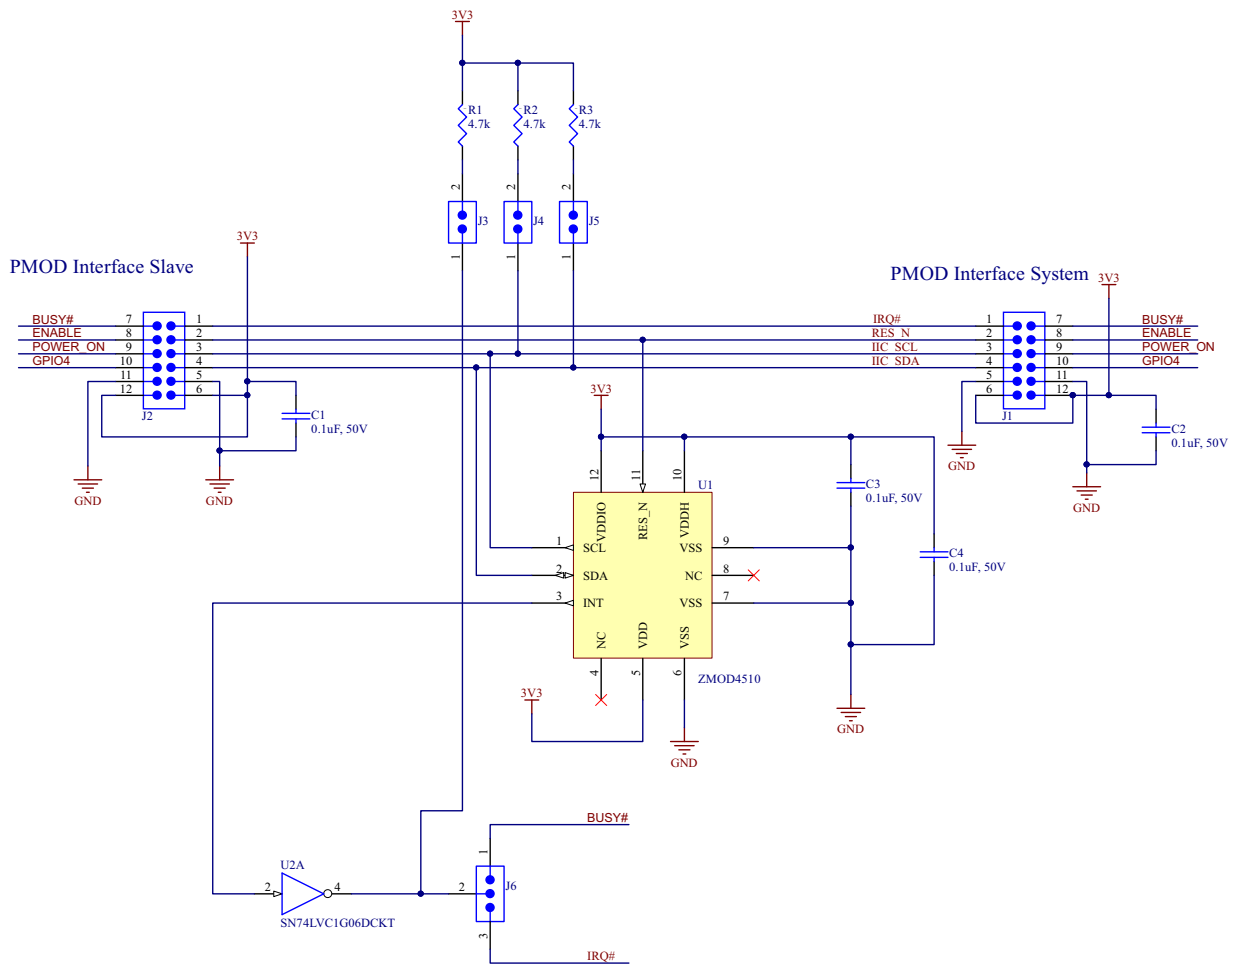 3V3
R1
4.7k
R2
4.7k
R3
4.7k
2
2
2
J3
J4
J5
1
1
1
3V3
PMOD Interface Slave
PMOD Interface System
3V3
BUSY#
7
1
IRQ#
1
7
BUSY#
ENABLE
8
2
RES_N
2
8
ENABLE
POWER_ON
9
3
IIC_SCL
3
9
POWER_ON
GPIO4
10
4
IIC_SDA
4
10
GPIO4
11
5
5
11
12
6
6
12
J2
J1
C1
0.1uF, 50V
C2
0.1uF, 50V
3V3
GND
GND
GND
GND
12
11
10
U1
C3
0.1uF, 50V
VDDIO
RES_N
VDDH
1
SCL
VSS
9
C4
0.1uF, 50V
2
SDA
NC
8
3
INT
VSS
7
NC
VDD
VSS
4
5
6
ZMOD4510
3V3
GND
GND
BUSY#
U2A
1
2
4
2
J6
SN74LVC1G06DCKT
3
IRQ#